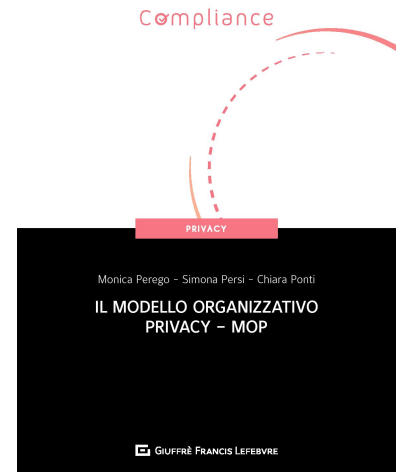 Compliance
PRIVACY
Monica Perego – Simona Persi – Chiara Ponti
IL MODELLO ORGANIZZATIVO
PRIVACY – MOP
GIUFFRÈ FRANCIS LEFEBVRE